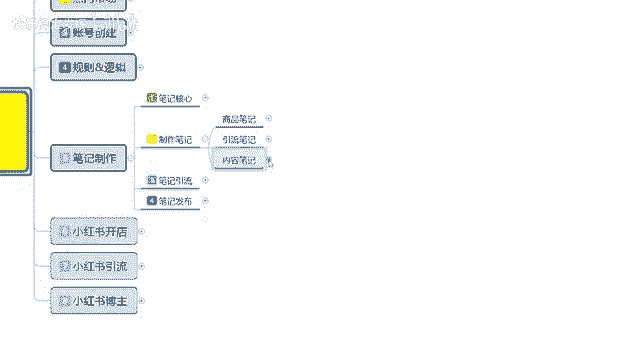 账号创建
4 规则&逻辑
笔记制作
笔记核心
制作笔记
商品笔记
引流笔记
内容笔记
笔记引流
4 笔记发布
小红书开店
小红书引流
小红书博主